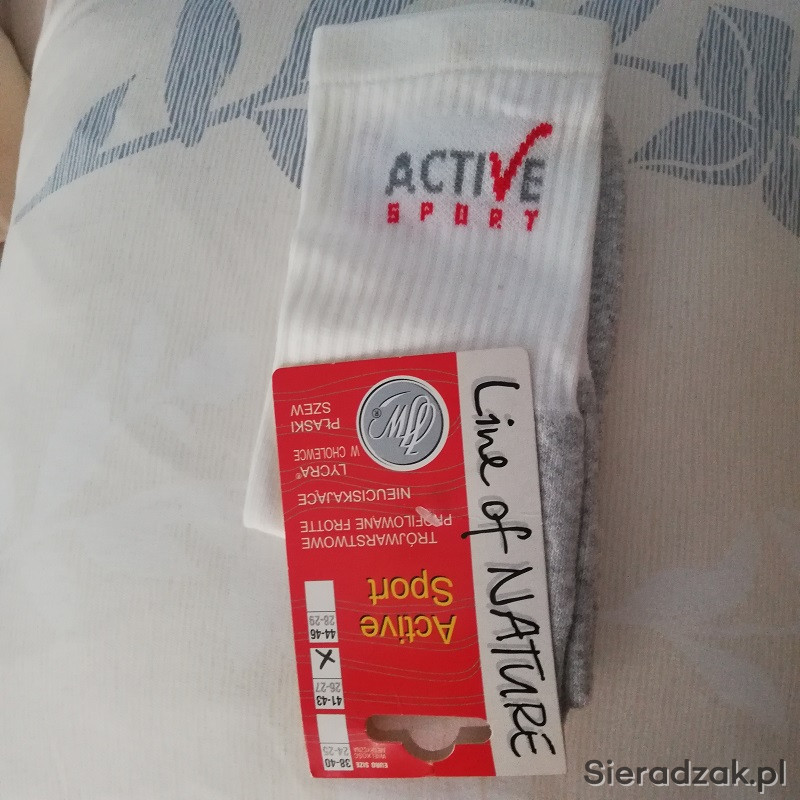 ACTIVE
SPORT
Line of NATURE
PŁASKI
SZEW
LYCRA®
W CHOLEWCE
NIEUCISKAJĄCE
TRÓJWARSTWOWE
PROFILOWANE FROTTE
Active
Sport
44-46
28-29
X
41-43
26-27
38-40
24-25
EURO SIZE
WIELKOŚĆ
Sieradzak.pl